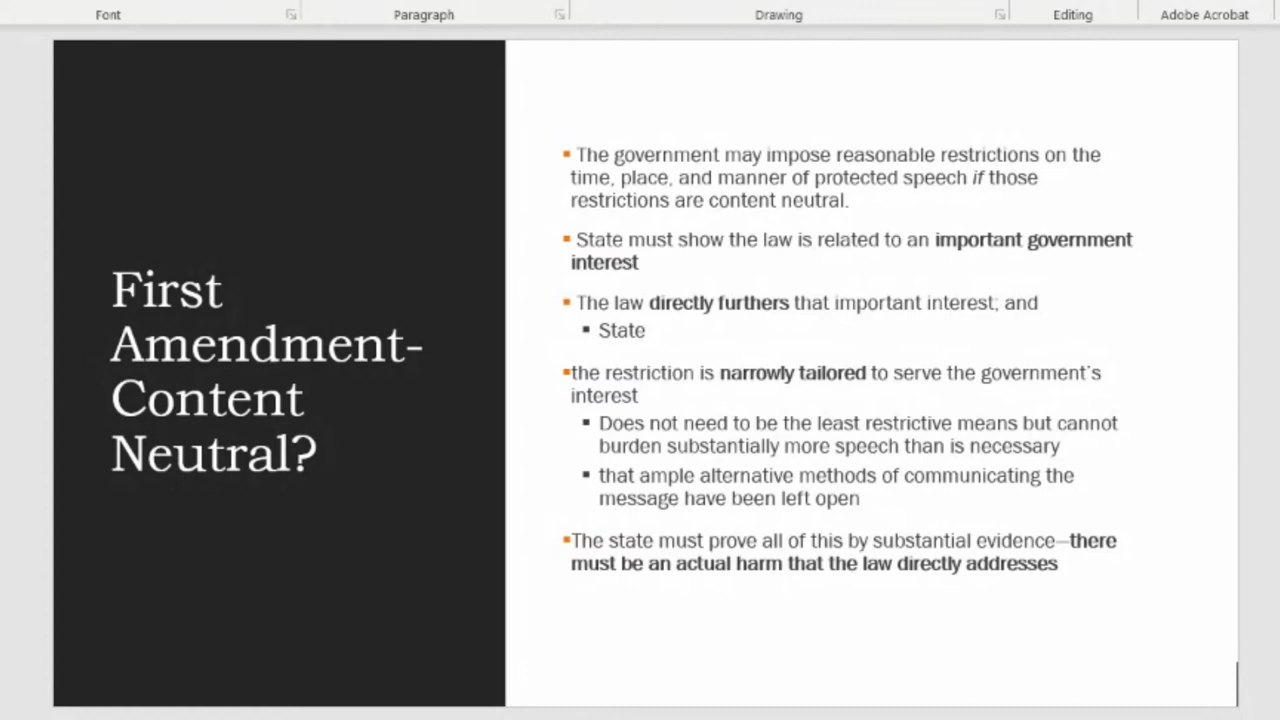 Font Paragraph Drawing Editing Adobe Acrobat
First
Amendment-
Content
Neutral?
The government may impose reasonable restrictions on the
time, place, and manner of protected speech if those
restrictions are content neutral.
State must show the law is related to an important government
interest
The law directly furthers that important interest; and
State
the restriction is narrowly tailored to serve the government's
interest
Does not need to be the least restrictive means but cannot
burden substantially more speech than is necessary
that ample alternative methods of communicating the
message have been left open
The state must prove all of this by substantial evidence—there
must be an actual harm that the law directly addresses